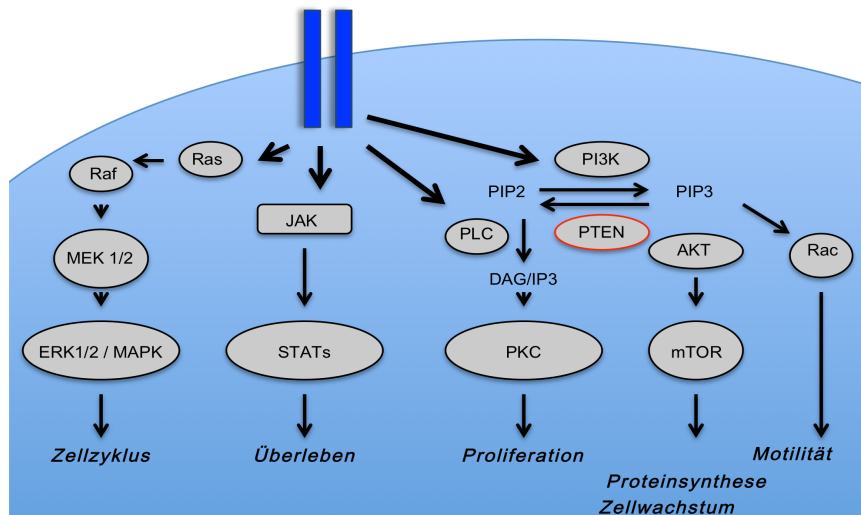 Ras
Raf
MEK 1/2
ERK1/2 / MAPK
Zellzyklus
JAK
STATs
Überleben
PI3K
PIP2
PIP3
PLC
PTEN
DAG/IP3
PKC
Proliferation
AKT
mTOR
Proteinsynthese
Zellwachstum
Rac
Motilität